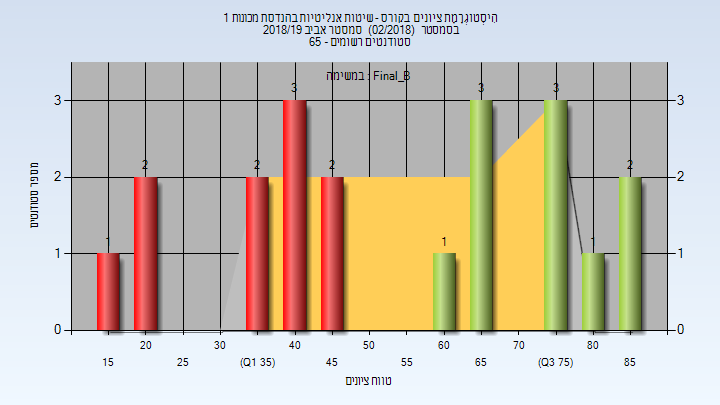 היסטוגרמת ציונים בקורס - שיטות אנליטיות בהנדסת מכונות 1
בסמסטר (02/2018) סמסטר אביב 2018/19
סטודנטים רשומים - 65
במשימה : Final_B
מספר סטודנטים
3 3
2 2
1 1
0 0
1 2 2 3 2 1 3 3 1 2
20 30 40 50 60 70 80
15 25 (Q1 35) 45 55 65 (Q3 75) 85
טווח ציונים